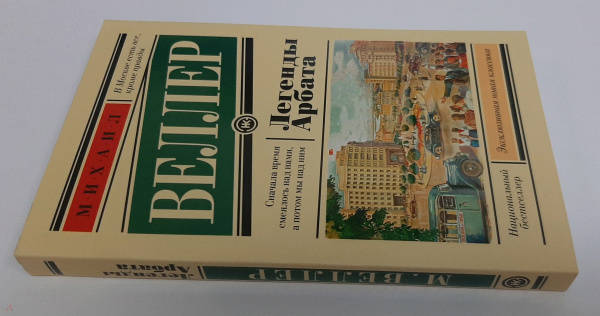 МИХАИЛ
В Москве есть все,
кроме правды
ВЕЛЛЕР
Легенды
Арбата
Сначала время
смеялось над нами,
а потом мы над ним
Эксклюзивная новая классика
Национальный
бестселлер
М. ВЕЛЛЕР
Легенды
Арбата